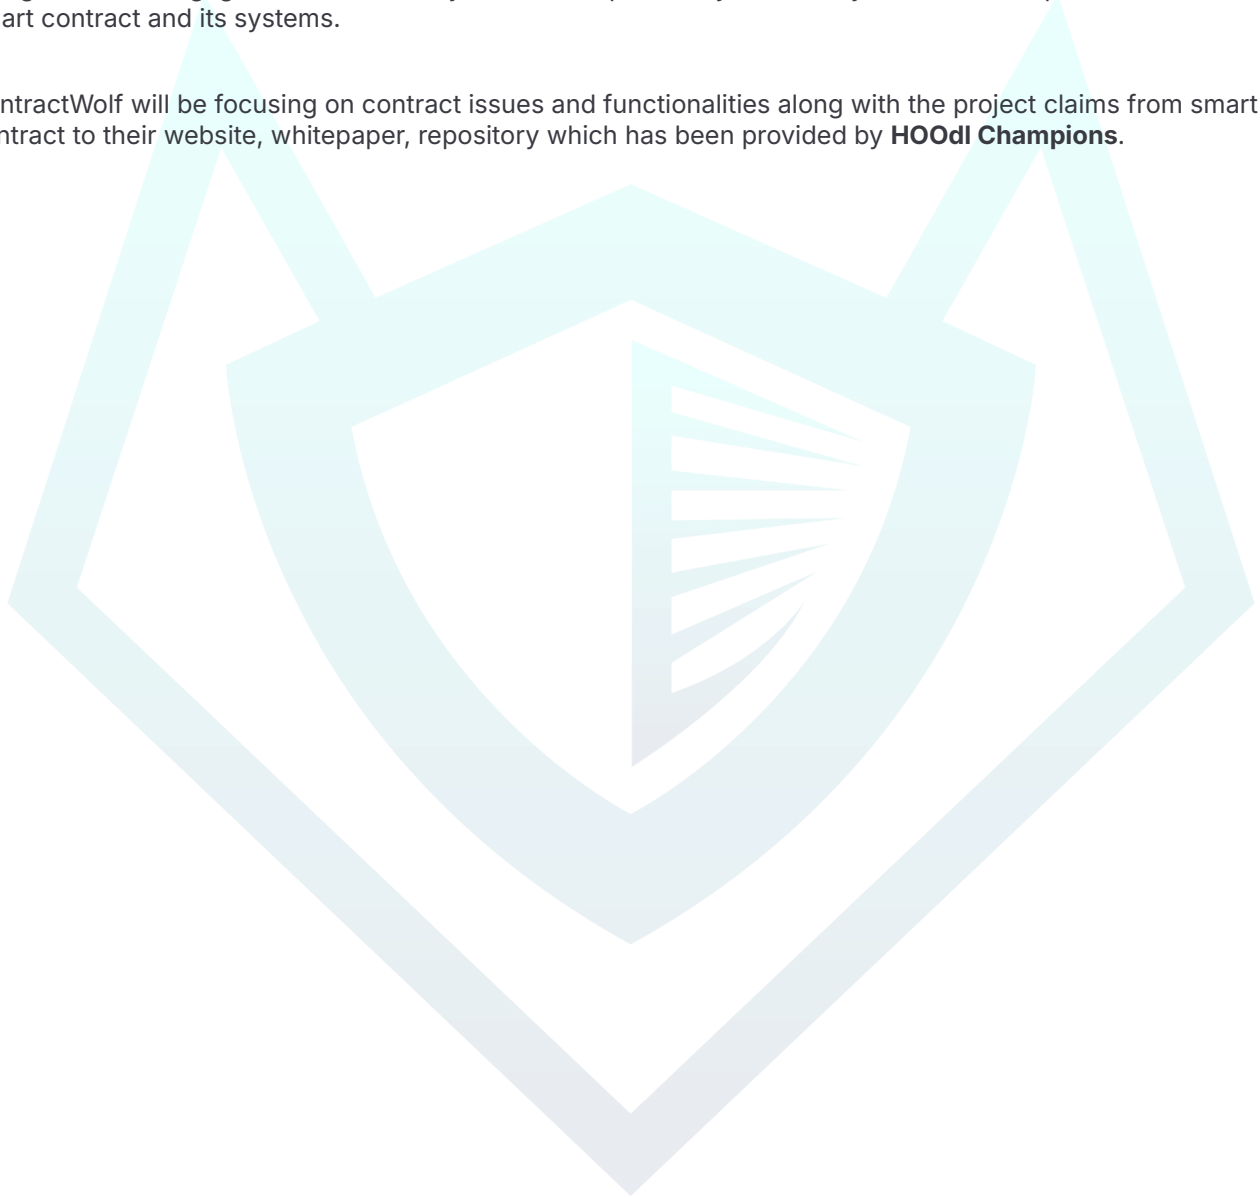 art contract and its systems.
ntractWolf will be focusing on contract issues and functionalities along with the project claims from smart
ntract to their website, whitepaper, repository which has been provided by HOOdl Champions.